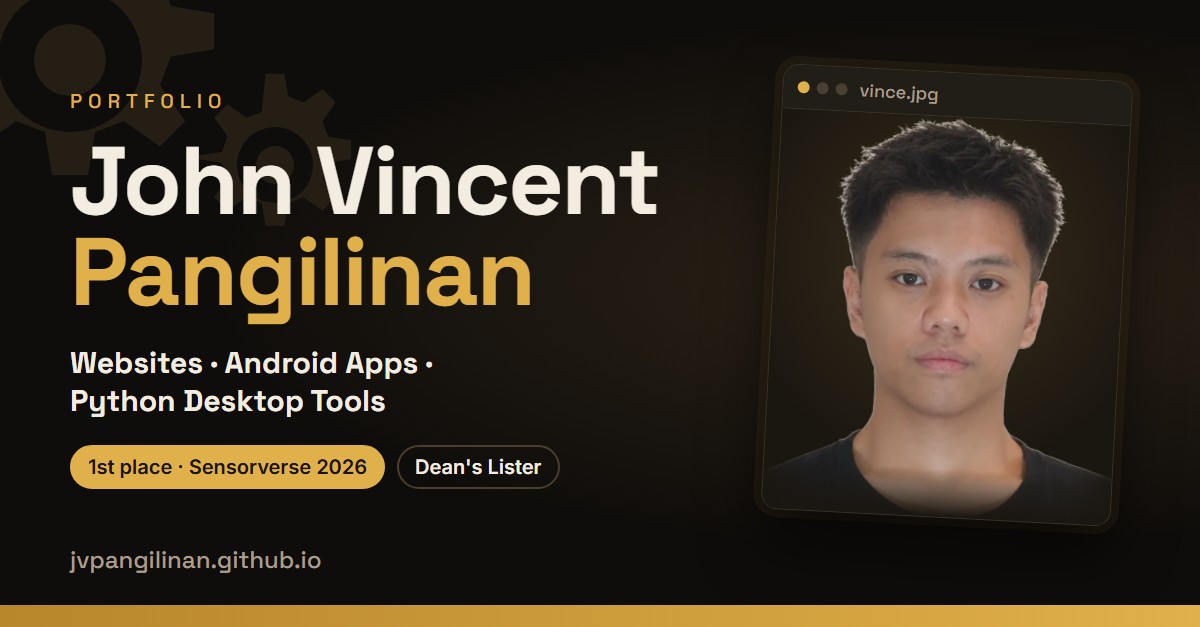 PORTFOLIO
John Vincent
Pangilinan
Websites · Android Apps ·
Python Desktop Tools
1st place · Sensorverse 2026
Dean's Lister
jvpangilinan.github.io
vince.jpg